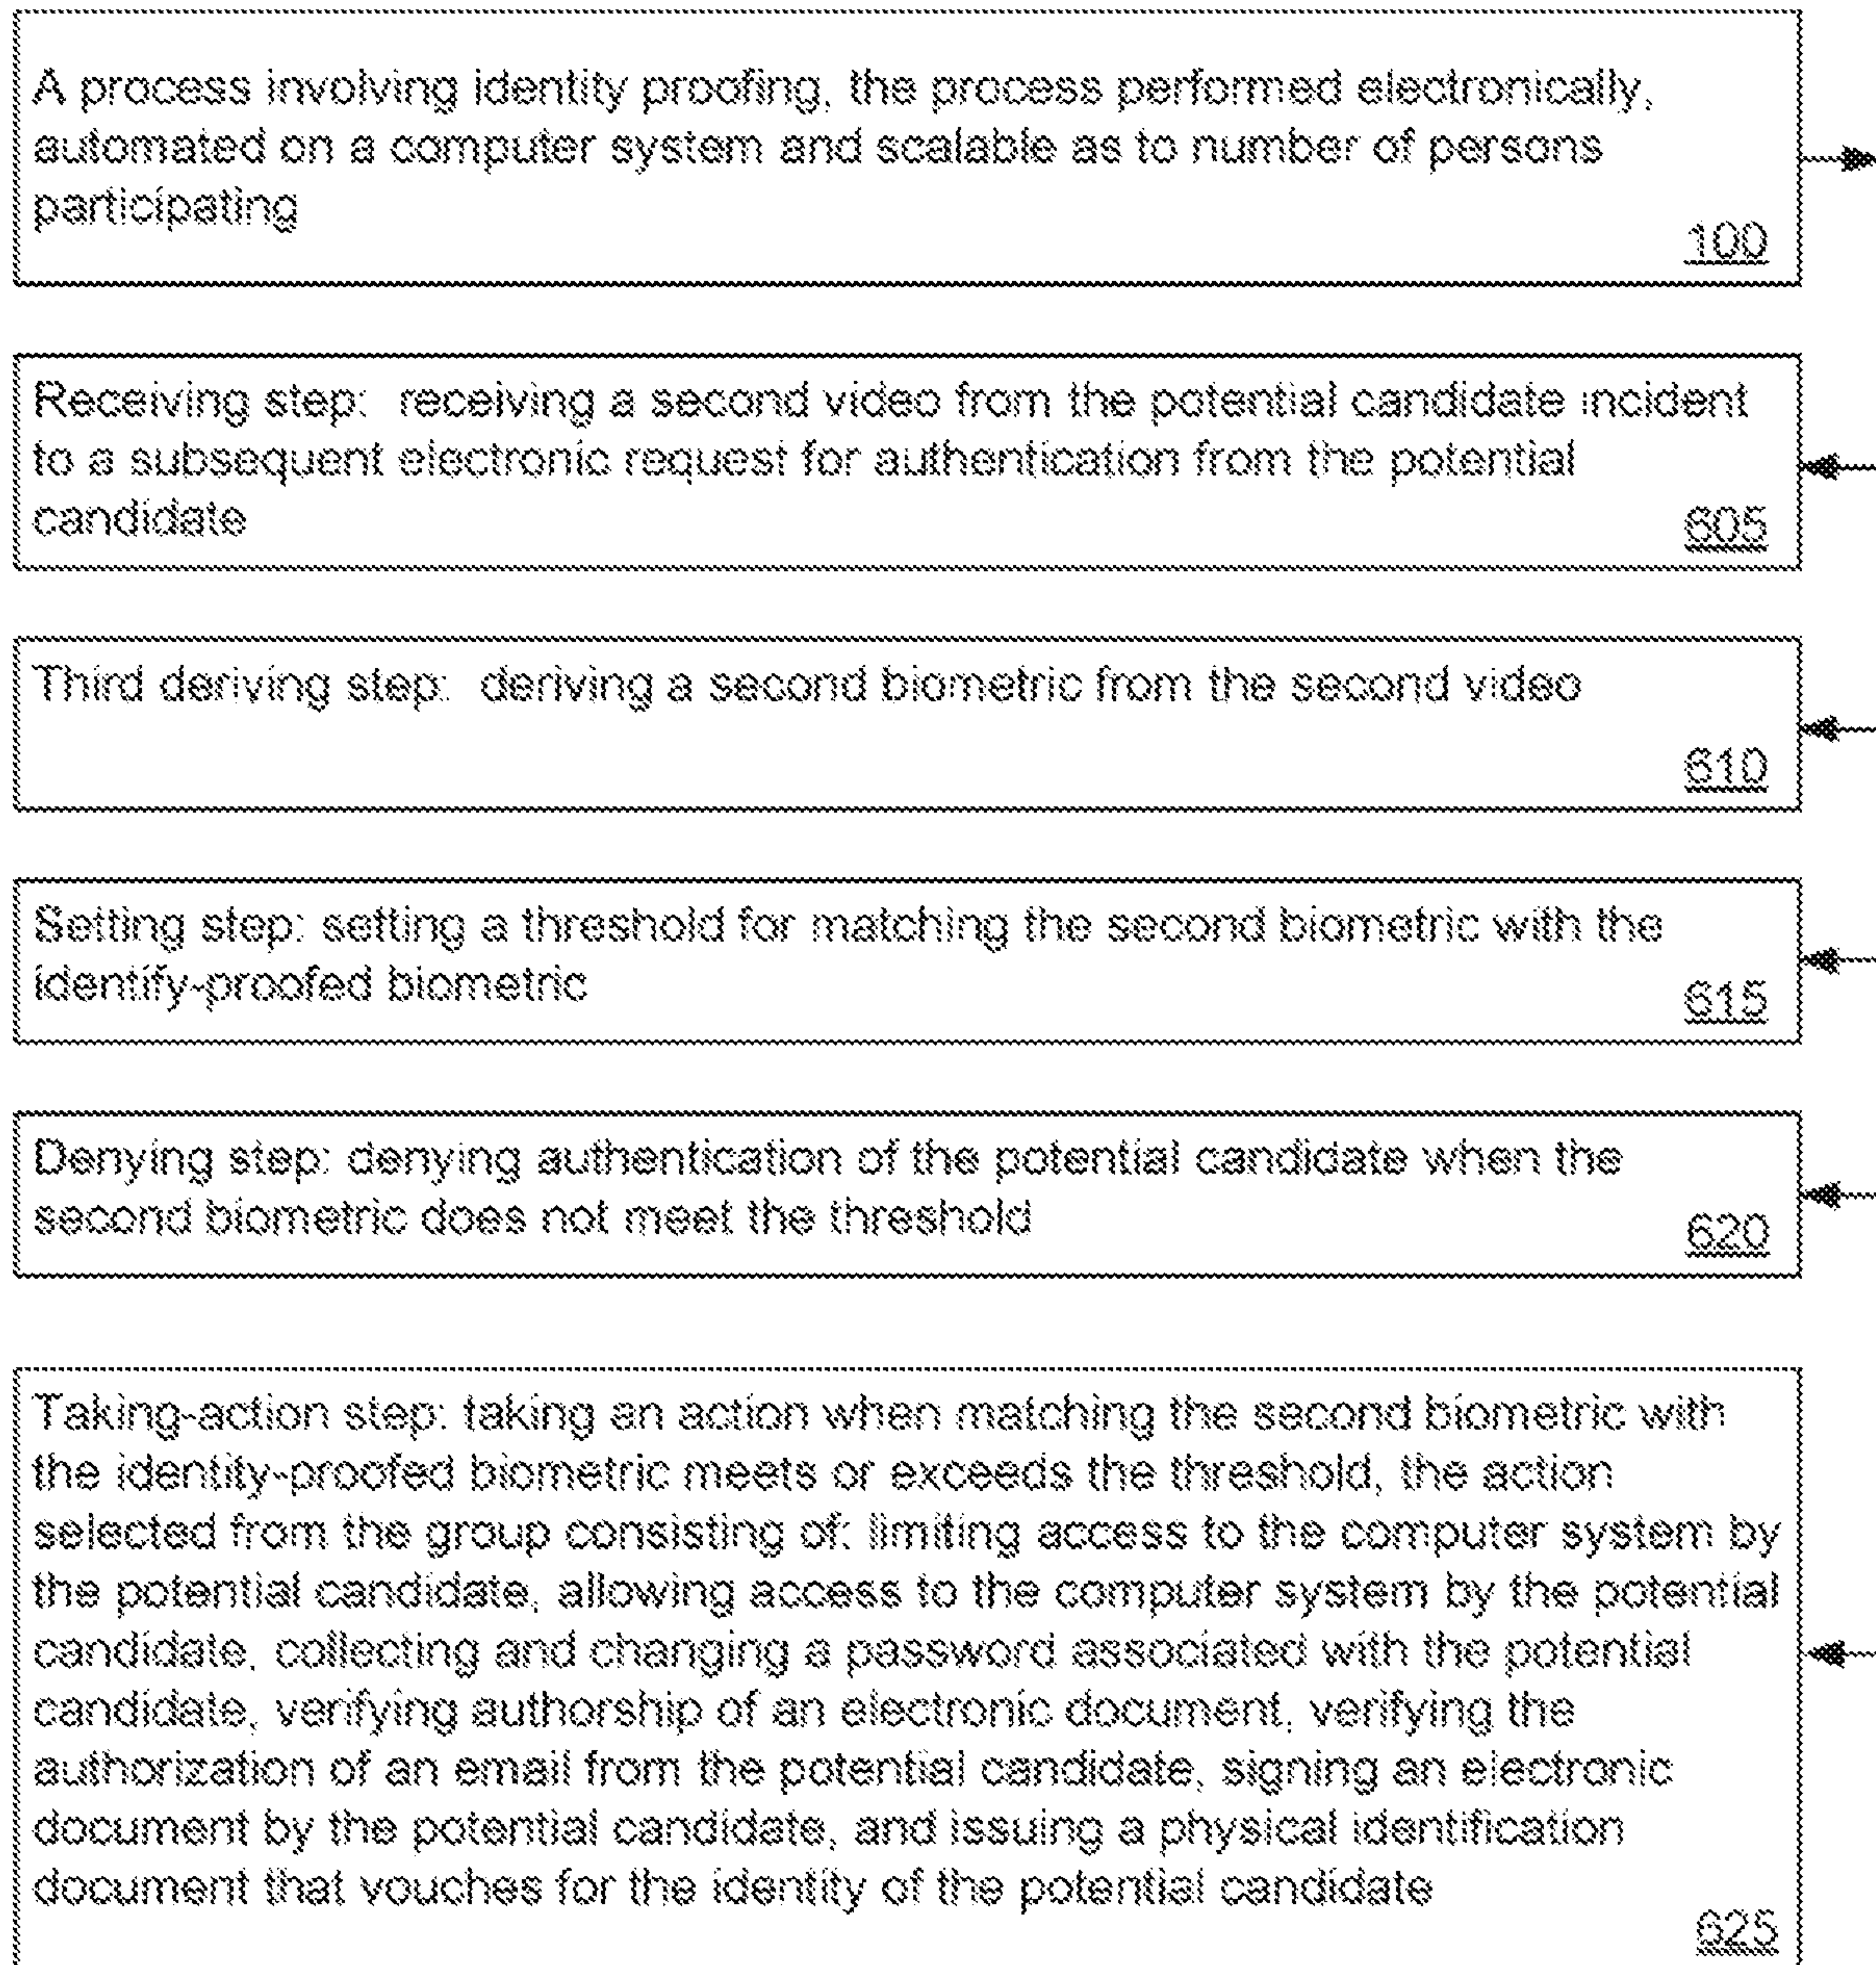 A process involving identity proofing, the process performed electronically,
automated on a computer system and scalable as to number of persons
participating
100
Receiving step: receiving a second video from the potential candidate incident
to a subsequent electronic request for authentication from the potential
candidate
605
Third deriving step: deriving a second biometric from the second video
610
Setting step: setting a threshold for matching the second biometric with the
identify-proofed biometric
615
Denying step: denying authentication of the potential candidate when the
second biometric does not meet the threshold
620
Taking-action step: taking an action when matching the second biometric with
the identity-proofed biometric meets or exceeds the threshold, the action
selected from the group consisting of: limiting access to the computer system by
the potential candidate, allowing access to the computer system by the potential
candidate, collecting and changing a password associated with the potential
candidate, verifying authorship of an electronic document, verifying the
authorization of an email from the potential candidate, signing an electronic
document by the potential candidate, and issuing a physical identification
document that vouches for the identity of the potential candidate
625